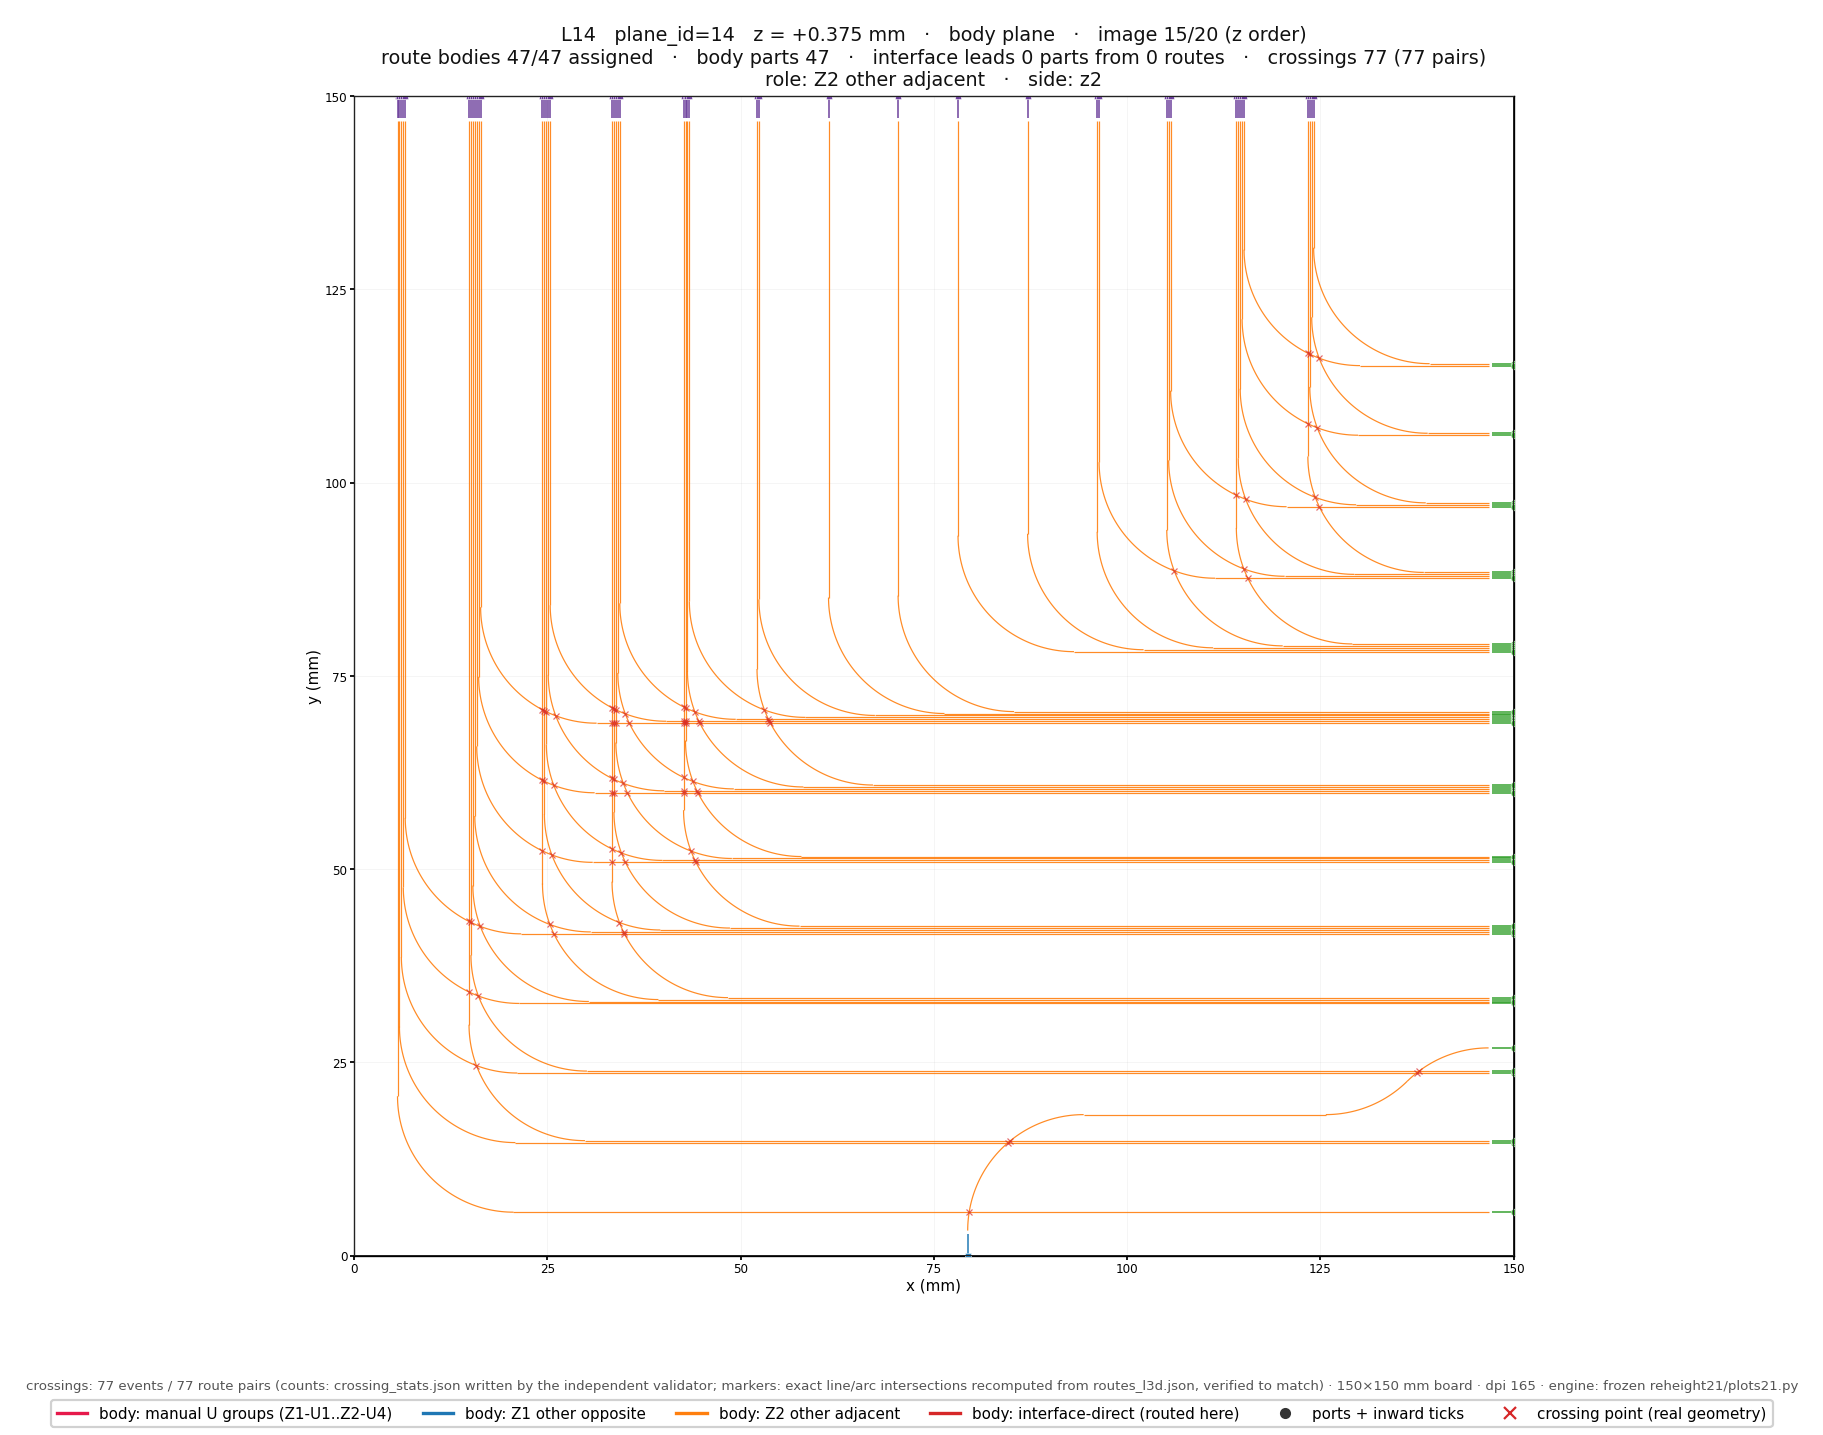 L14   plane_id=14   z = +0.375 mm   ·   body plane   ·   image 15/20 (z order)
route bodies 47/47 assigned   ·   body parts 47   ·   interface leads 0 parts from 0 routes   ·   crossings 77 (77 pairs)
role: Z2 other adjacent   ·   side: z2
150
125
100
75
50
25
0
y (mm)
0 25 50 75 100 125 150
x (mm)
crossings: 77 events / 77 route pairs (counts: crossing_stats.json written by the independent validator; markers: exact line/arc intersections recomputed from routes_l3d.json, verified to match) · 150×150 mm board · dpi 165 · engine: frozen reheight21/plots21.py
body: manual U groups (Z1-U1..Z2-U4)   body: Z1 other opposite   body: Z2 other adjacent   body: interface-direct (routed here)   ports + inward ticks   crossing point (real geometry)